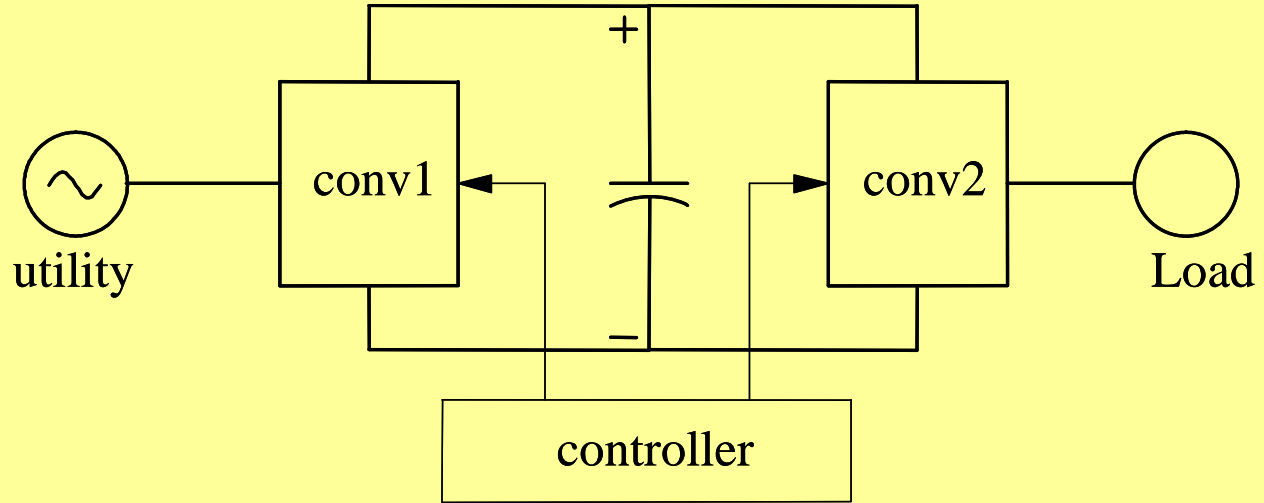 +
conv1
conv2
utility
Load
−
controller